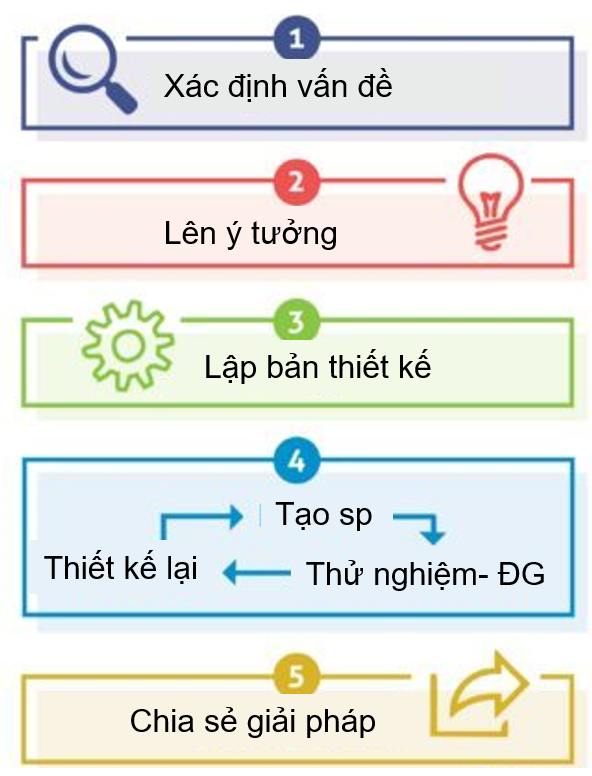 1
Xác định vấn đề
2
Lên ý tưởng
3
Lập bản thiết kế
4
Tạo sp
Thiết kế lại
Thử nghiệm- ĐG
5
Chia sẻ giải pháp